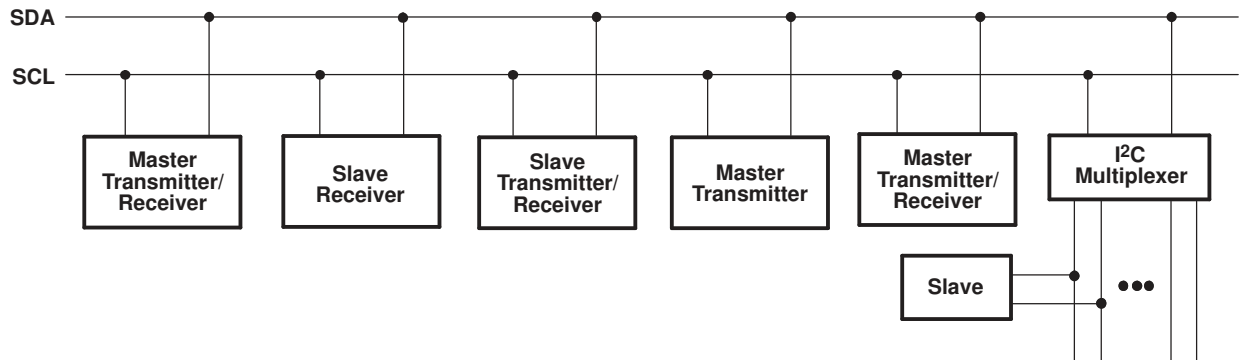 SDA
SCL
Master
Transmitter/
Receiver
Slave
Receiver
Slave
Transmitter/
Receiver
Master
Transmitter
Master
Transmitter/
Receiver
I²C
Multiplexer
Slave